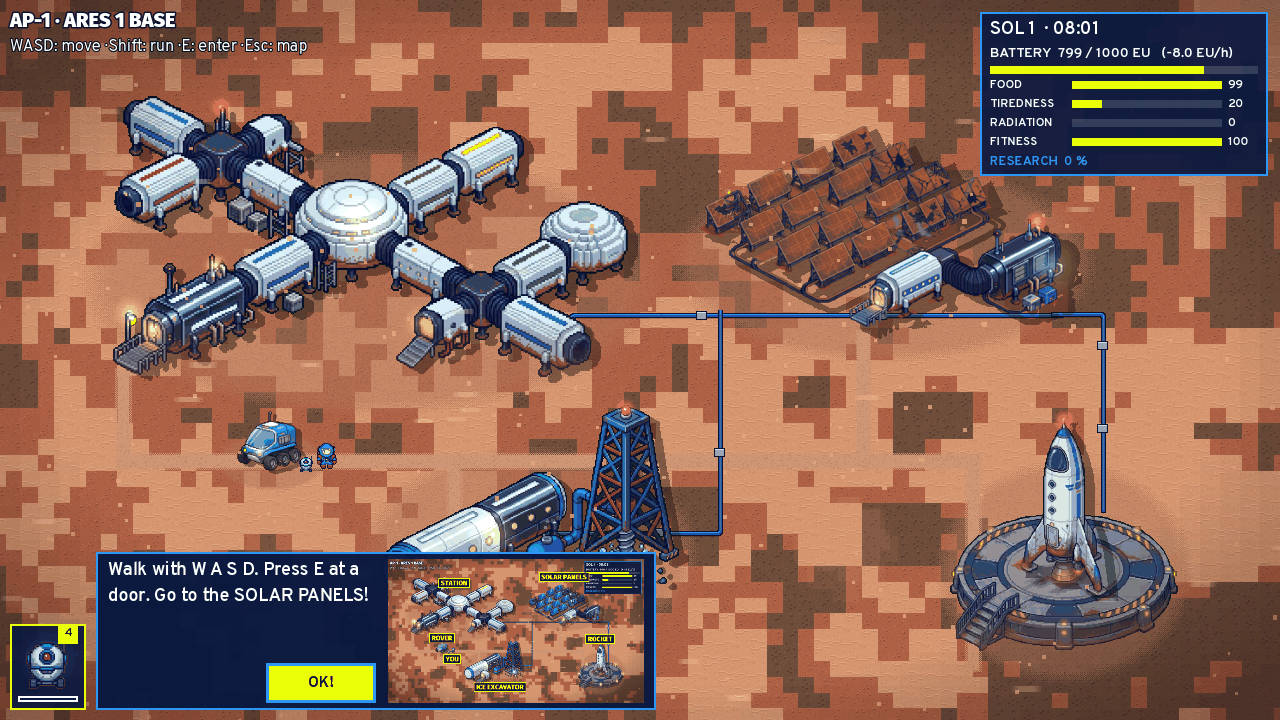 AP-1 · ARES 1 BASE
WASD: move ·Shift: run ·E: enter ·Esc: map
SOL 1 · 08:01
BATTERY 799 / 1000 EU (-8.0 EU/h)
FOOD 99
TIREDNESS 20
RADIATION 0
FITNESS 100
RESEARCH 0 %
Walk with W A S D. Press E at a
door. Go to the SOLAR PANELS!
OK!
4
STATION
SOLAR PANELS
ROVER
YOU
ROCKET
ICE EXCAVATOR